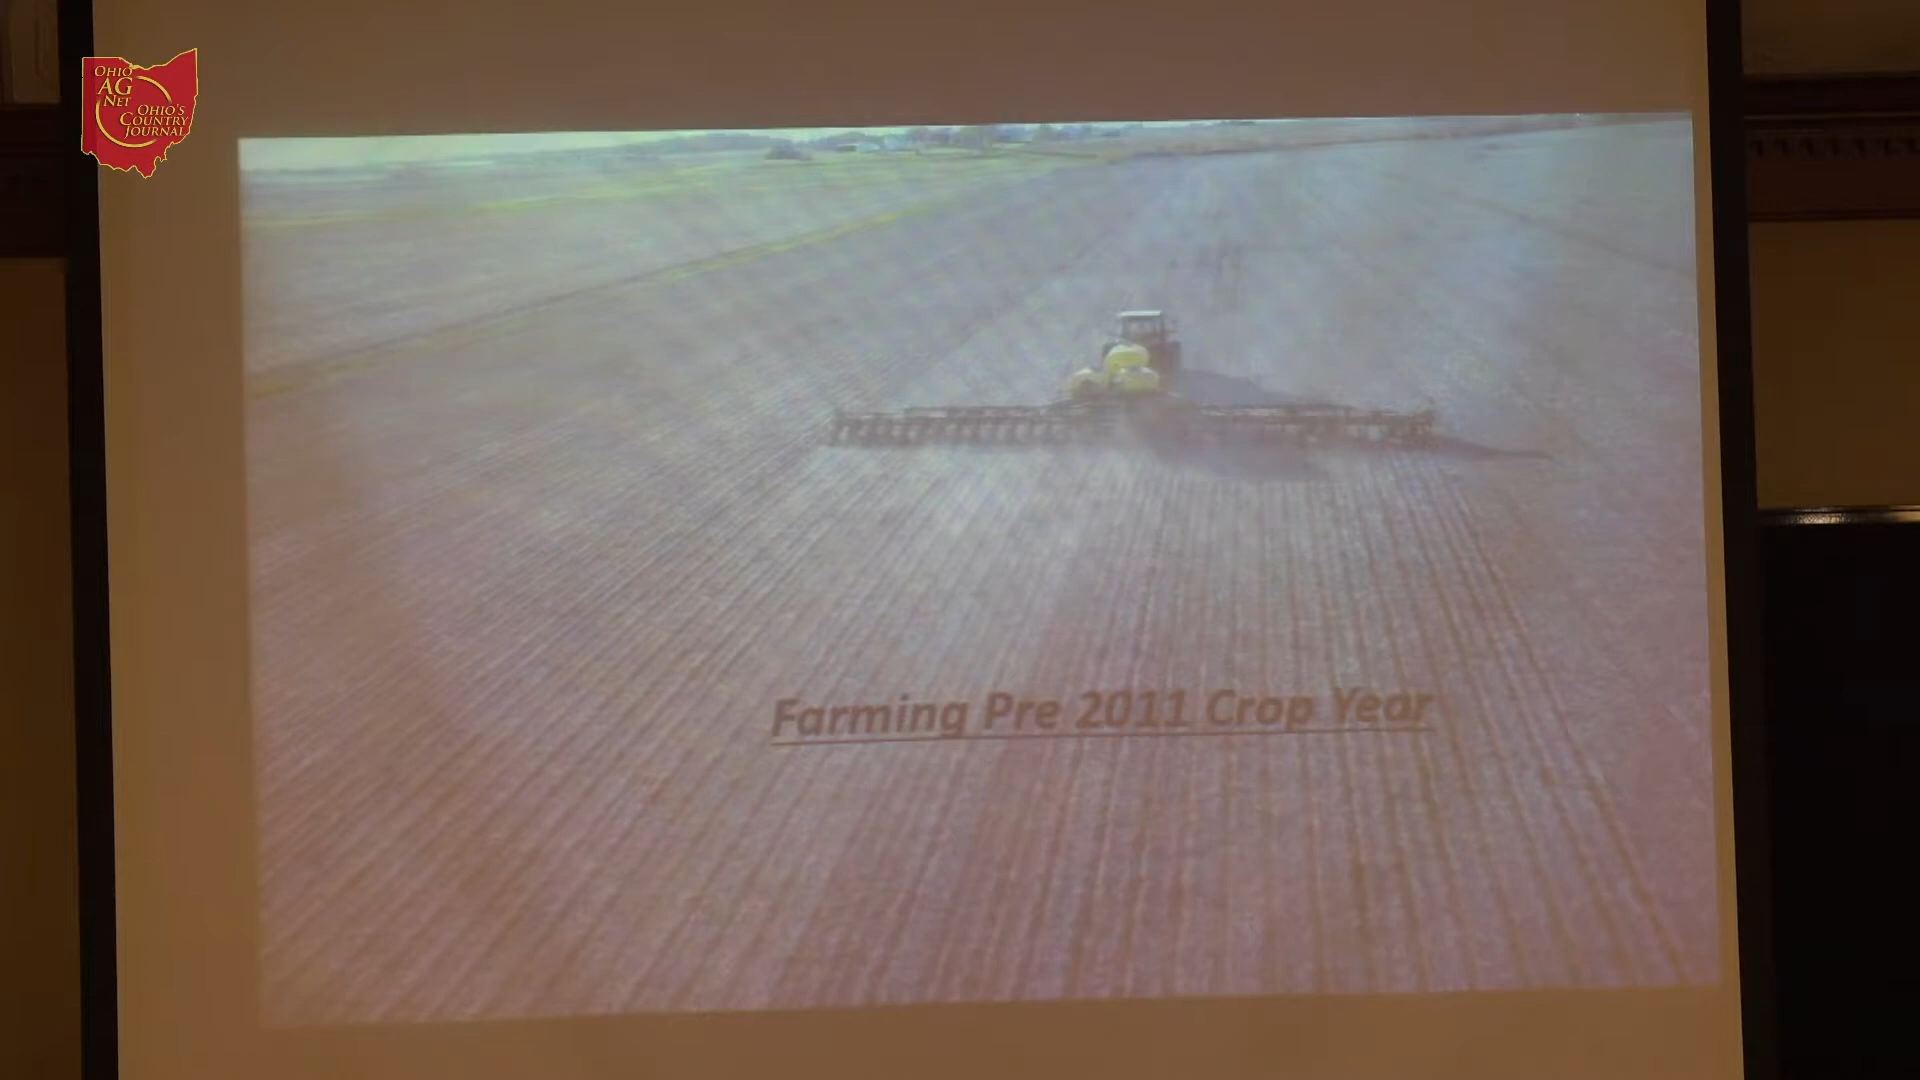 OHIO
AG
NET
OHIO'S
COUNTRY
JOURNAL
Farming Pre 2011 Crop Year